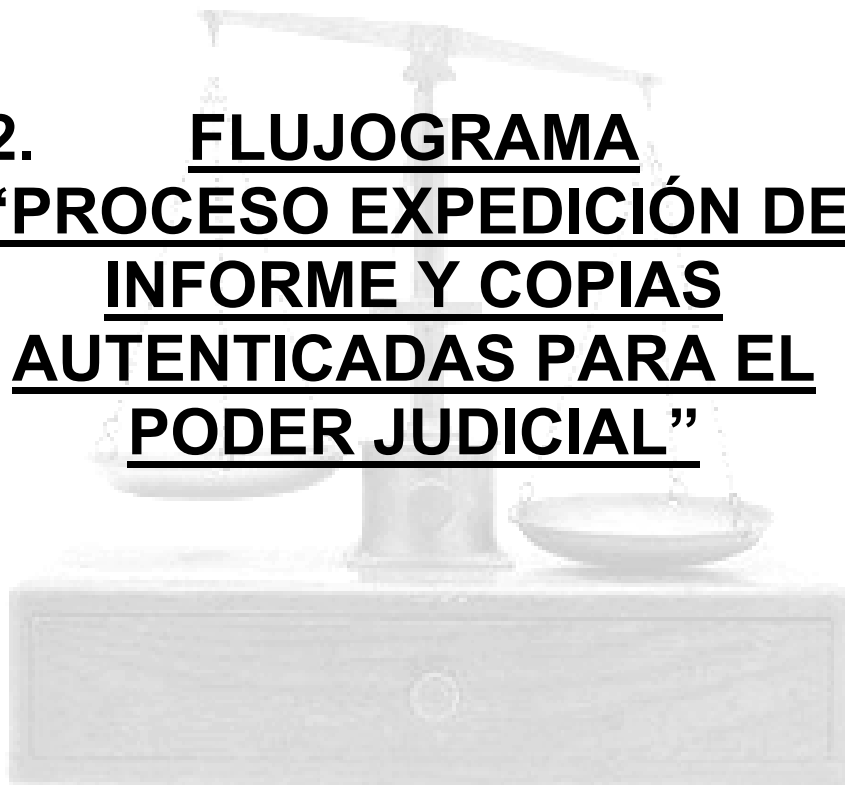 2. FLUJOGRAMA
“PROCESO EXPEDICIÓN DE
INFORME Y COPIAS
AUTENTICADAS PARA EL
PODER JUDICIAL”